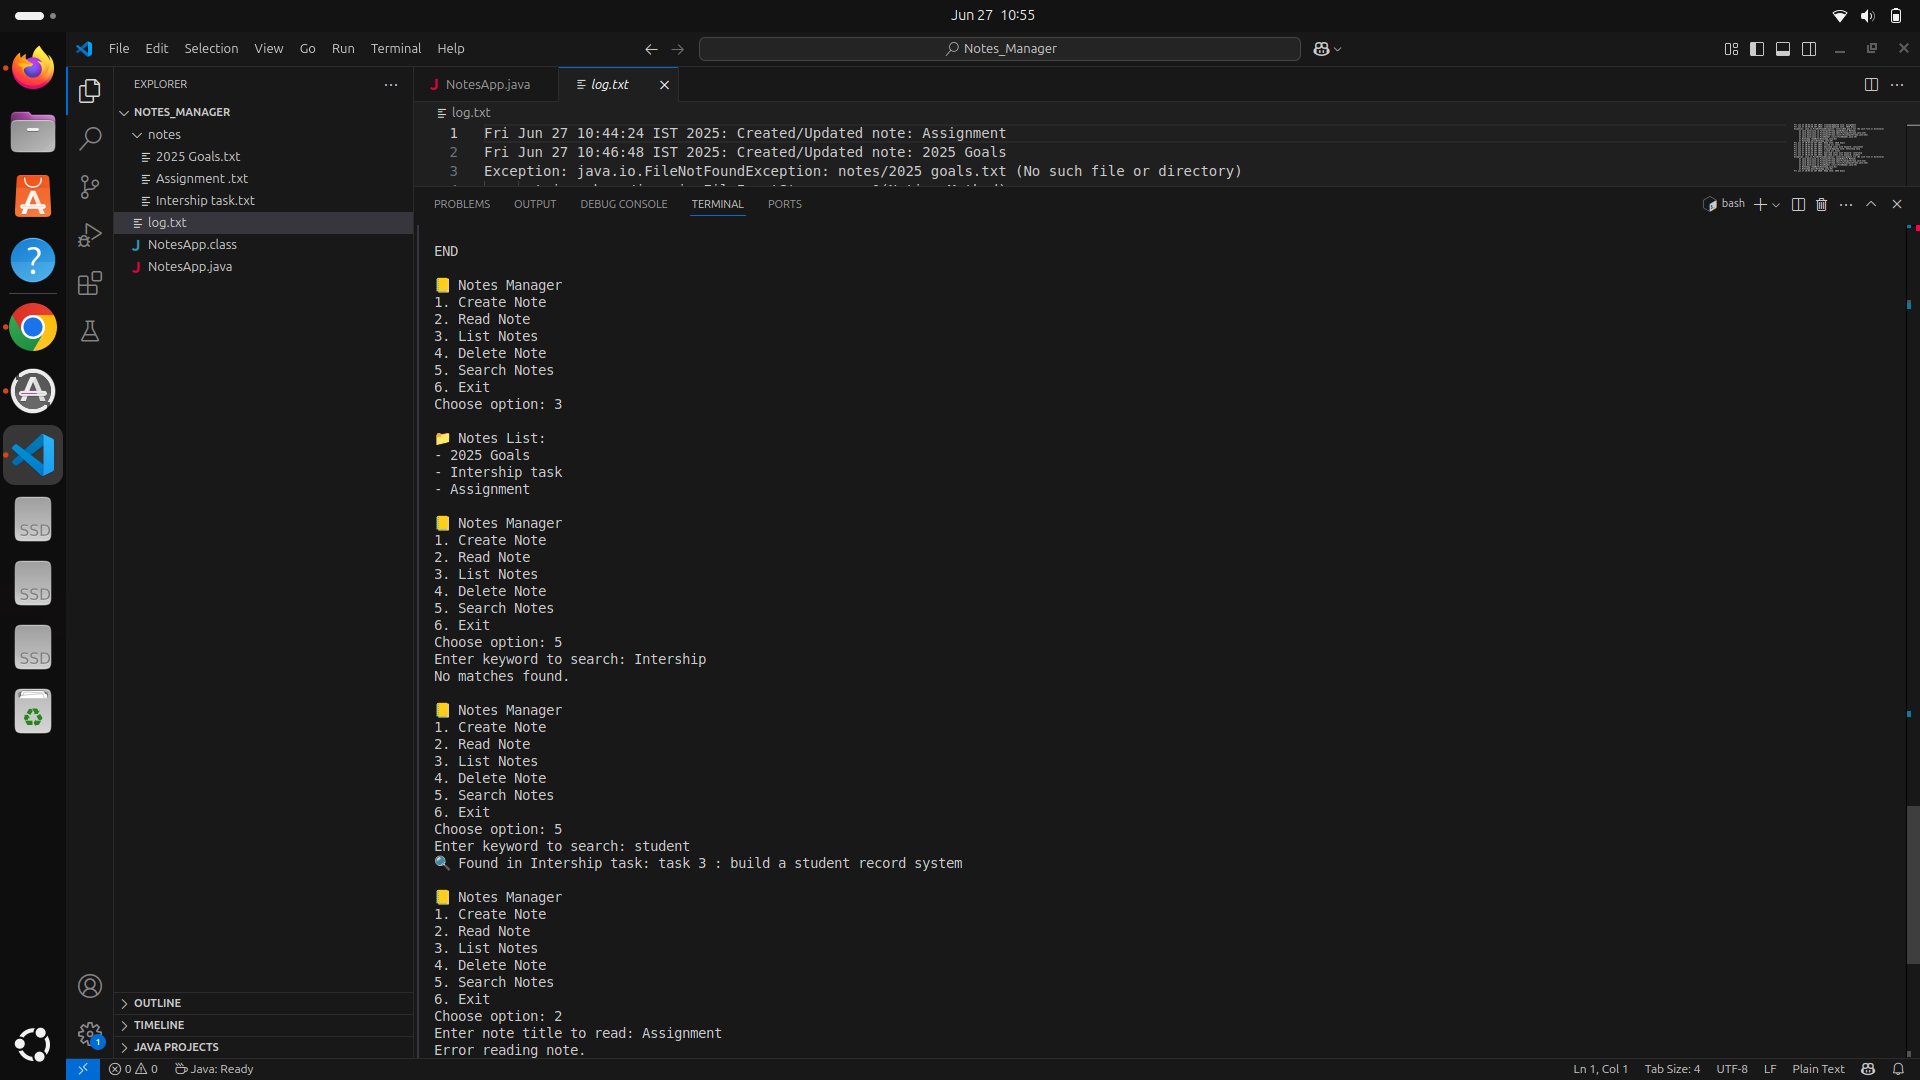 Jun 27 10:55
File Edit Selection View Go Run Terminal Help
Notes_Manager
EXPLORER
NOTES_MANAGER
notes
2025 Goals.txt
Assignment .txt
Intership task.txt
log.txt
NotesApp.class
NotesApp.java
OUTLINE
TIMELINE
JAVA PROJECTS
NotesApp.java
log.txt
log.txt
1 Fri Jun 27 10:44:24 IST 2025: Created/Updated note: Assignment
2 Fri Jun 27 10:46:48 IST 2025: Created/Updated note: 2025 Goals
3 Exception: java.io.FileNotFoundException: notes/2025 goals.txt (No such file or directory)
PROBLEMS OUTPUT DEBUG CONSOLE TERMINAL PORTS
bash
END
📒 Notes Manager
1. Create Note
2. Read Note
3. List Notes
4. Delete Note
5. Search Notes
6. Exit
Choose option: 3
📁 Notes List:
- 2025 Goals
- Intership task
- Assignment
📒 Notes Manager
1. Create Note
2. Read Note
3. List Notes
4. Delete Note
5. Search Notes
6. Exit
Choose option: 5
Enter keyword to search: Intership
No matches found.
📒 Notes Manager
1. Create Note
2. Read Note
3. List Notes
4. Delete Note
5. Search Notes
6. Exit
Choose option: 5
Enter keyword to search: student
🔍 Found in Intership task: task 3 : build a student record system
📒 Notes Manager
1. Create Note
2. Read Note
3. List Notes
4. Delete Note
5. Search Notes
6. Exit
Choose option: 2
Enter note title to read: Assignment
Error reading note.
SSD
SSD
SSD
1
0 0 Java: Ready
Ln 1, Col 1 Tab Size: 4 UTF-8 LF Plain Text